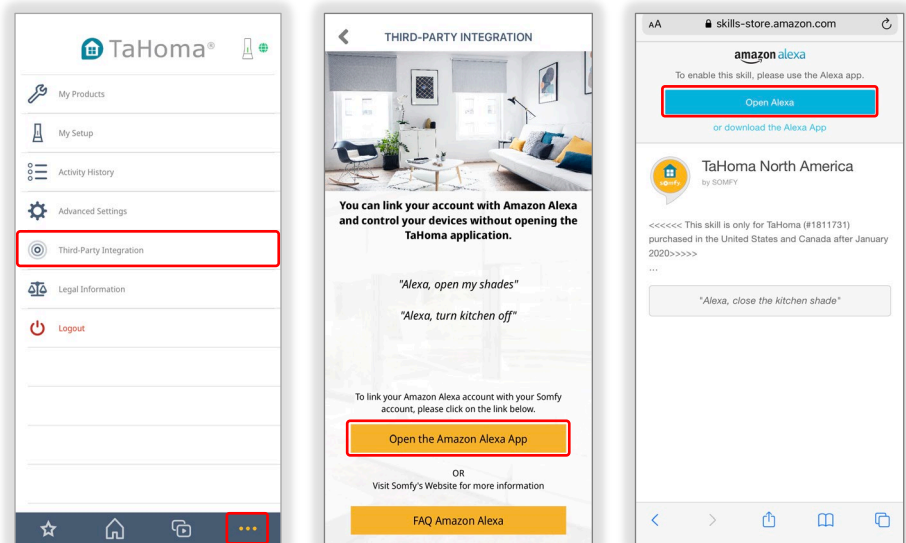 TaHoma®
My Products
My Setup
Activity History
Advanced Settings
Third-Party Integration
Legal Information
Logout
THIRD-PARTY INTEGRATION
You can link your account with Amazon Alexa
and control your devices without opening the
TaHoma application.
"Alexa, open my shades"
"Alexa, turn kitchen off"
To link your Amazon Alexa account with your Somfy
account, please click on the link below.
Open the Amazon Alexa App
OR
Visit Somfy's Website for more information
FAQ Amazon Alexa
AA skills-store.amazon.com
amazon alexa
To enable this skill, please use the Alexa app.
Open Alexa
or download the Alexa App
somfy
TaHoma North America
by SOMFY
<<<<<< This skill is only for TaHoma (#1811731)
purchased in the United States and Canada after January
2020>>>>>
...
"Alexa, close the kitchen shade"